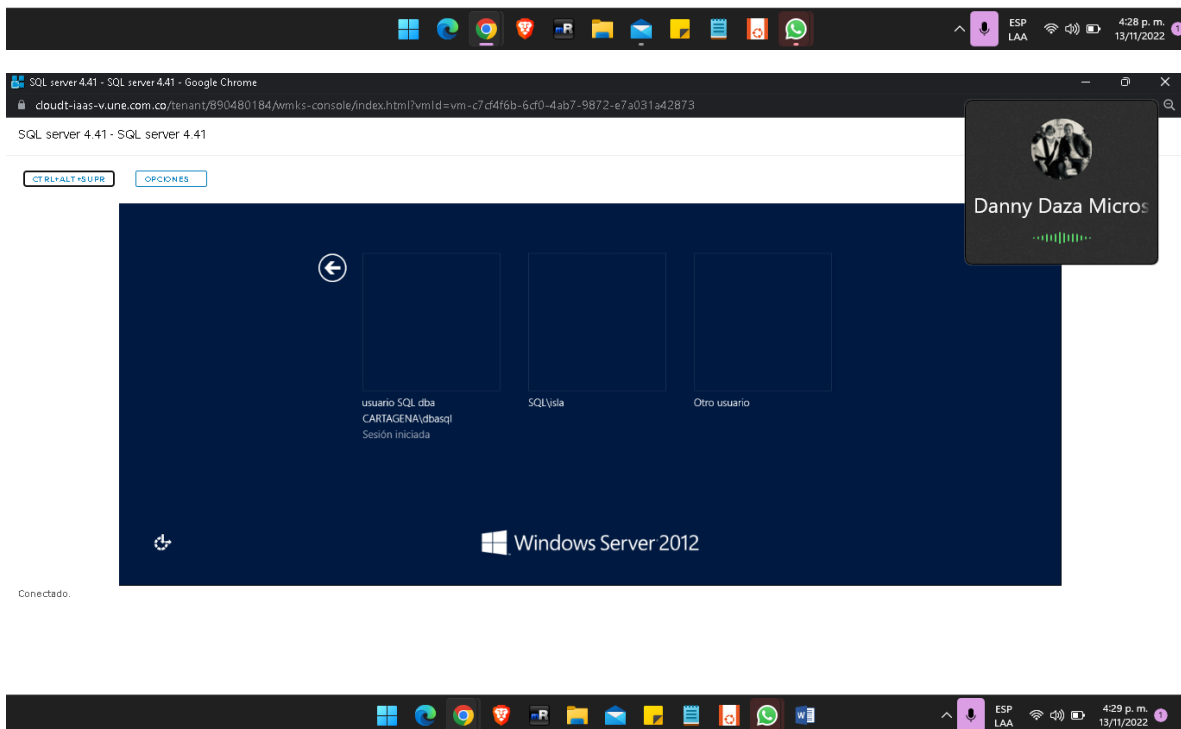 ESP
LAA
4:28 p. m.
13/11/2022
1
SQL server 4.41 - SQL server 4.41 - Google Chrome
cloudt-iaas-v.une.com.co/tenant/890480184/wmks-console/index.html?vmId=vm-c7cf4f6b-6cf0-4ab7-9872-e7a031a42873
SQL server 4.41 - SQL server 4.41
CTRL+ALT+SUPR
OPCIONES
Danny Daza Micros
usuario SQL dba
CARTAGENA\dbasql
Sesión iniciada
SQL\isla
Otro usuario
Windows Server 2012
Conectado.
ESP
LAA
4:29 p. m.
13/11/2022
1